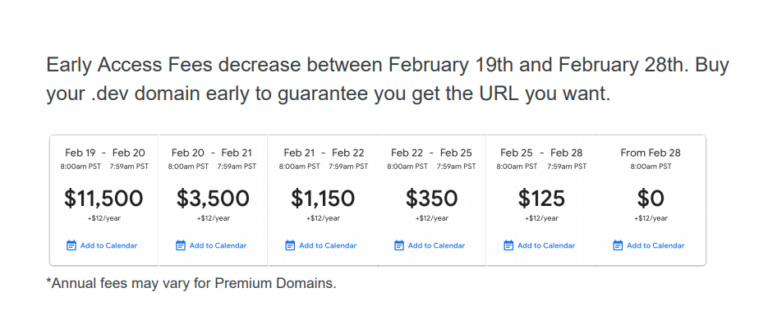 Early Access Fees decrease between February 19th and February 28th. Buy
your .dev domain early to guarantee you get the URL you want.
Feb 19 - Feb 20 Feb 20 - Feb 21 Feb 21 - Feb 22 Feb 22 - Feb 25 Feb 25 - Feb 28 From Feb 28
8:00am PST 7:59am PST 8:00am PST 7:59am PST 8:00am PST 7:59am PST 8:00am PST 7:59am PST 8:00am PST 7:59am PST 8:00am PST
$11,500 $3,500 $1,150 $350 $125 $0
+$12/year +$12/year +$12/year +$12/year +$12/year +$12/year
Add to Calendar Add to Calendar Add to Calendar Add to Calendar Add to Calendar Add to Calendar
*Annual fees may vary for Premium Domains.